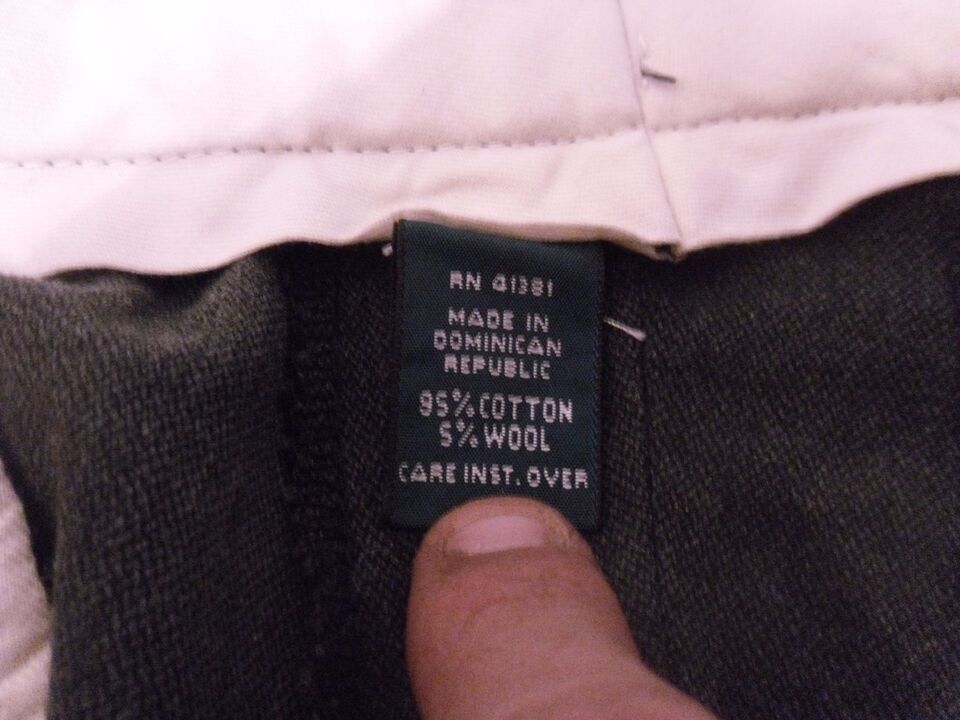 RN 41381
MADE IN
DOMINICAN
REPUBLIC
95% COTTON
5% WOOL
CARE INST. OVER